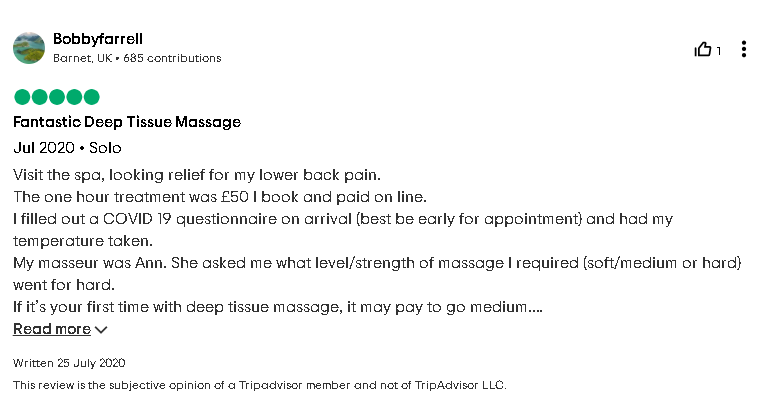 Bobbyfarrell
Barnet, UK • 685 contributions
1
Fantastic Deep Tissue Massage
Jul 2020 • Solo
Visit the spa, looking relief for my lower back pain.
The one hour treatment was £50 I book and paid on line.
I filled out a COVID 19 questionnaire on arrival (best be early for appointment) and had my
temperature taken.
My masseur was Ann. She asked me what level/strength of massage I required (soft/medium or hard)
went for hard.
If it's your first time with deep tissue massage, it may pay to go medium....
Read more
Written 25 July 2020
This review is the subjective opinion of a Tripadvisor member and not of TripAdvisor LLC.